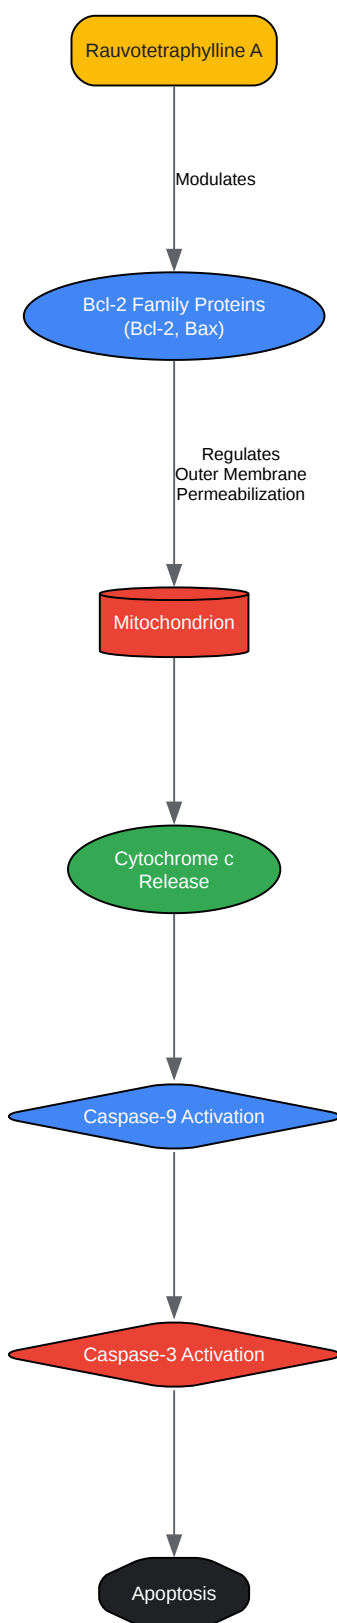 Rauvotetraphylline A
Modulates
Bcl-2 Family Proteins
(Bcl-2, Bax)
Regulates
Outer Membrane
Permeabilization
Mitochondrion
Cytochrome c
Release
Caspase-9 Activation
Caspase-3 Activation
Apoptosis